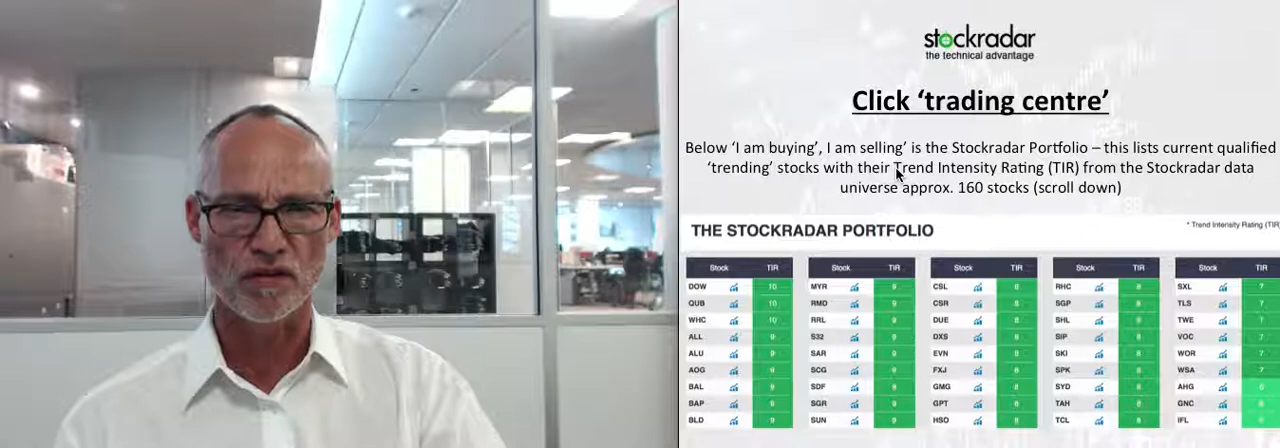 stockradar
the technical advantage
Click ‘trading centre’
Below ‘I am buying’, I am selling’ is the Stockradar Portfolio – this lists current qualified
‘trending’ stocks with their Trend Intensity Rating (TIR) from the Stockradar data
universe approx. 160 stocks (scroll down)
THE STOCKRADAR PORTFOLIO
* Trend Intensity Rating (TIR
Stock TIR Stock TIR Stock TIR Stock TIR Stock TIR
DOW 10 MYR 9 CSL 8 RHC 8 SXL 7
QUB 10 RMD 9 CSR 8 SGP 8 TLS 7
WHC 10 RRL 9 DUE 8 SHL 8 TWE 7
ALL 9 S32 9 DXS 8 SIP 8 VOC 7
ALU 9 SAR 9 EVN 8 SKI 8 WOR 7
AOG 9 SCG 9 FXJ 8 SPK 8 WSA 7
BAL 9 SDF 9 GMG 8 SYD 8 AHG
BAP 9 SGR 9 GPT 8 TAH 8 GNC
BLD 9 SUN 9 HSO 8 TCL 8 IFL